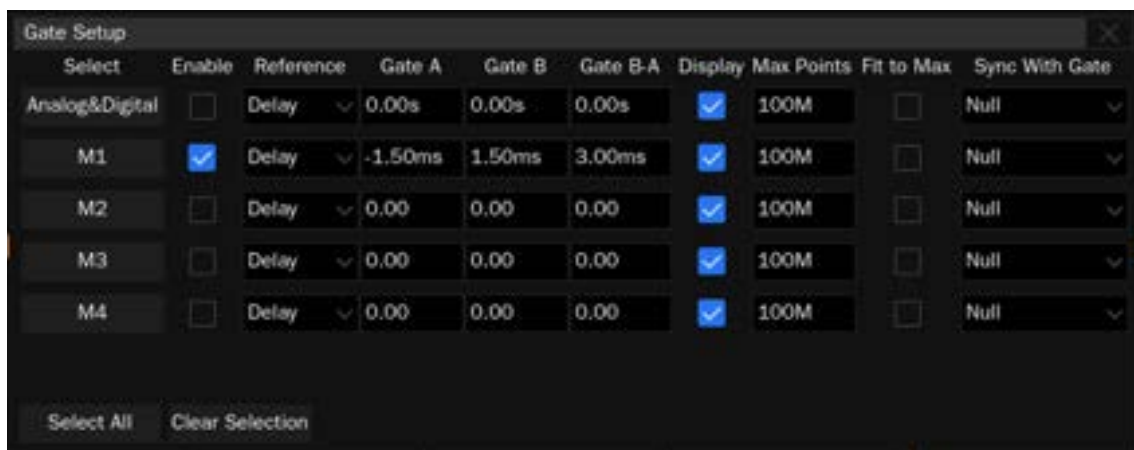 Gate Setup
Select Enable Reference Gate A Gate B Gate B-A Display Max Points Fit to Max Sync With Gate
Analog&Digital Delay 0.00s 0.00s 0.00s 100M Null
M1 Delay -1.50ms 1.50ms 3.00ms 100M Null
M2 Delay 0.00 0.00 0.00 100M Null
M3 Delay 0.00 0.00 0.00 100M Null
M4 Delay 0.00 0.00 0.00 100M Null
Select All Clear Selection